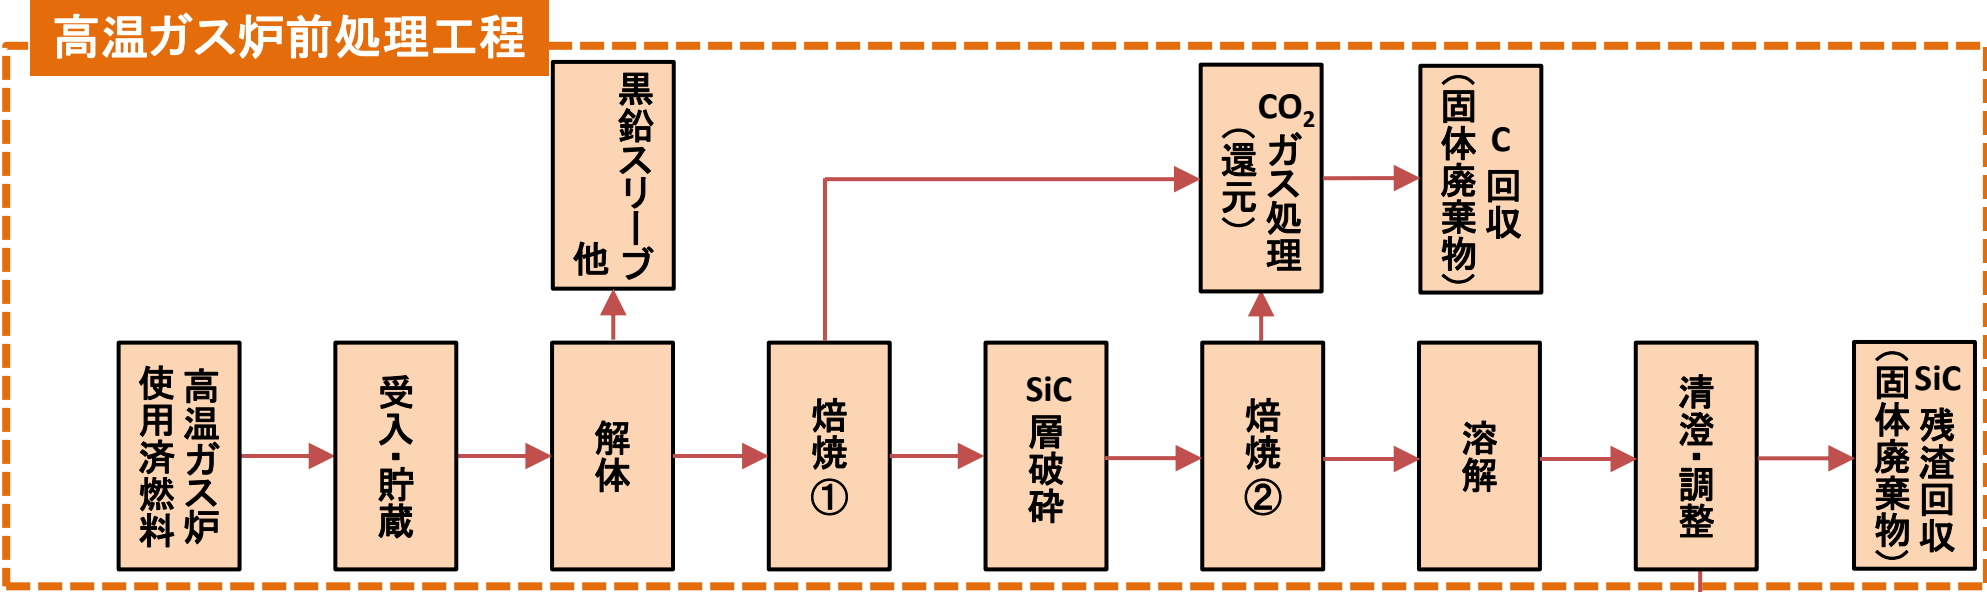 高温ガス炉前処理工程
黒鉛スリーブ
他
CO₂ガス処理
（還元）
C回収
（固体廃棄物）
高温ガス炉
使用済燃料
受入・貯蔵
解体
焙焼①
SiC層破砕
焙焼②
溶解
清澄・調整
SiC残渣回収
（固体廃棄物）